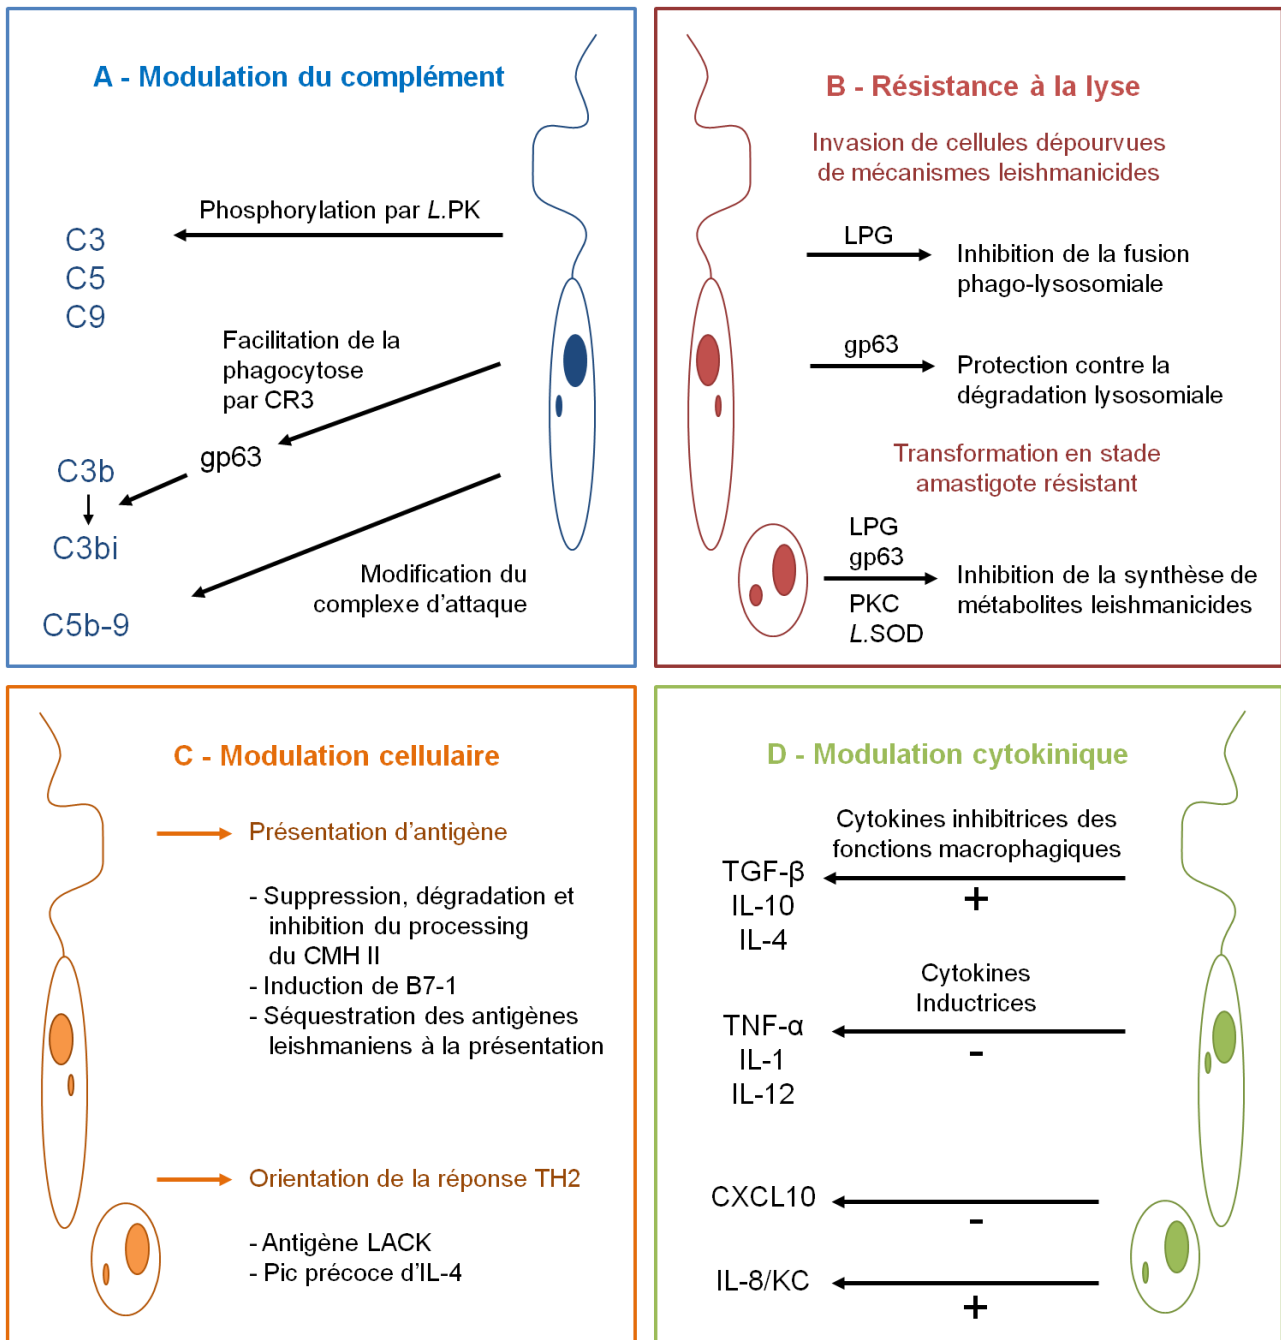 A - Modulation du complément
Phosphorylation par L.PK
C3
C5
C9
Facilitation de la
phagocytose
par CR3
gp63
C3b
C3bi
Modification du
complexe d'attaque
C5b-9
B - Résistance à la lyse
Invasion de cellules dépourvues
de mécanismes leishmanicides
LPG
Inhibition de la fusion
phago-lysosomiale
gp63
Protection contre la
dégradation lysosomiale
Transformation en stade
amastigote résistant
LPG
gp63
PKC
L.SOD
Inhibition de la synthèse de
métabolites leishmanicides
C - Modulation cellulaire
Présentation d'antigène
- Suppression, dégradation et
inhibition du processing
du CMH II
- Induction de B7-1
- Séquestration des antigènes
leishmaniens à la présentation
Orientation de la réponse TH2
- Antigène LACK
- Pic précoce d'IL-4
D - Modulation cytokinique
Cytokines inhibitrices des
fonctions macrophagiques
TGF-β
IL-10
IL-4
+
Cytokines
Inductrices
TNF-α
IL-1
IL-12
-
CXCL10
-
IL-8/KC
+